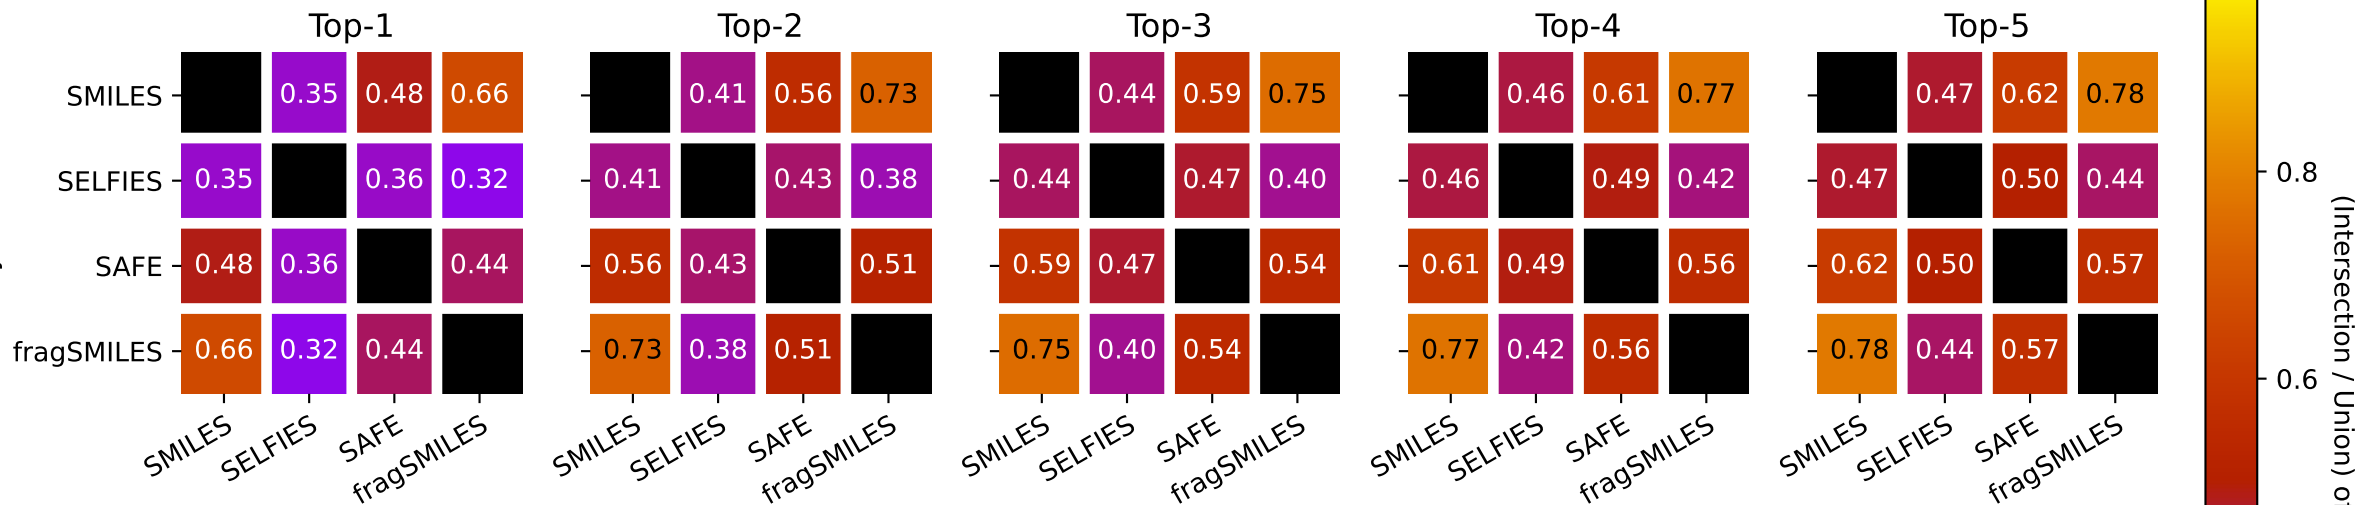 Top-1 Top-2 Top-3 Top-4 Top-5
SMILES 0.35 0.48 0.66 0.41 0.56 0.73 0.44 0.59 0.75 0.46 0.61 0.77 0.47 0.62 0.78
SELFIES 0.35 0.36 0.32 0.41 0.43 0.38 0.44 0.47 0.40 0.46 0.49 0.42 0.47 0.50 0.44
SAFE 0.48 0.36 0.44 0.56 0.43 0.51 0.59 0.47 0.54 0.61 0.49 0.56 0.62 0.50 0.57
fragSMILES 0.66 0.32 0.44 0.73 0.38 0.51 0.75 0.40 0.54 0.77 0.42 0.56 0.78 0.44 0.57
SMILES SELFIES SAFE fragSMILES SMILES SELFIES SAFE fragSMILES SMILES SELFIES SAFE fragSMILES SMILES SELFIES SAFE fragSMILES SMILES SELFIES SAFE fragSMILES
0.8
0.6
(Intersection / Union)